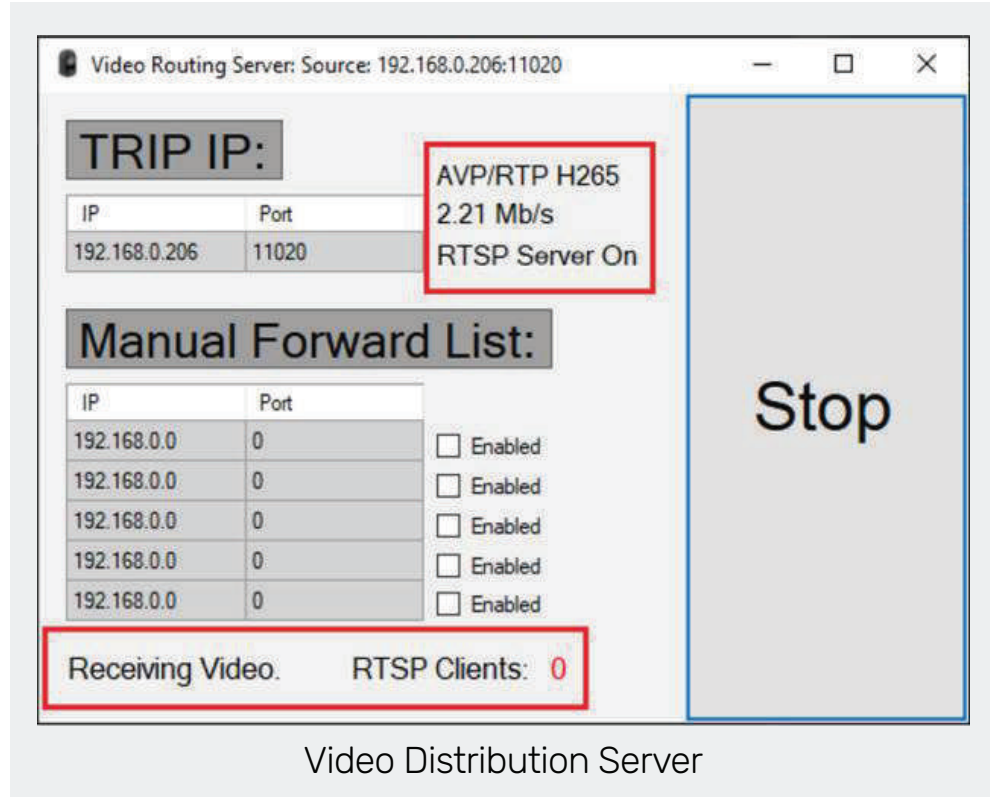 Video Routing Server: Source: 192.168.0.206:11020
TRIP IP:
AVP/RTP H265
2.21 Mb/s
RTSP Server On
IP Port
192.168.0.206 11020
Manual Forward List:
IP Port
192.168.0.0 0 Enabled
192.168.0.0 0 Enabled
192.168.0.0 0 Enabled
192.168.0.0 0 Enabled
192.168.0.0 0 Enabled
Receiving Video. RTSP Clients: 0
Stop
Video Distribution Server